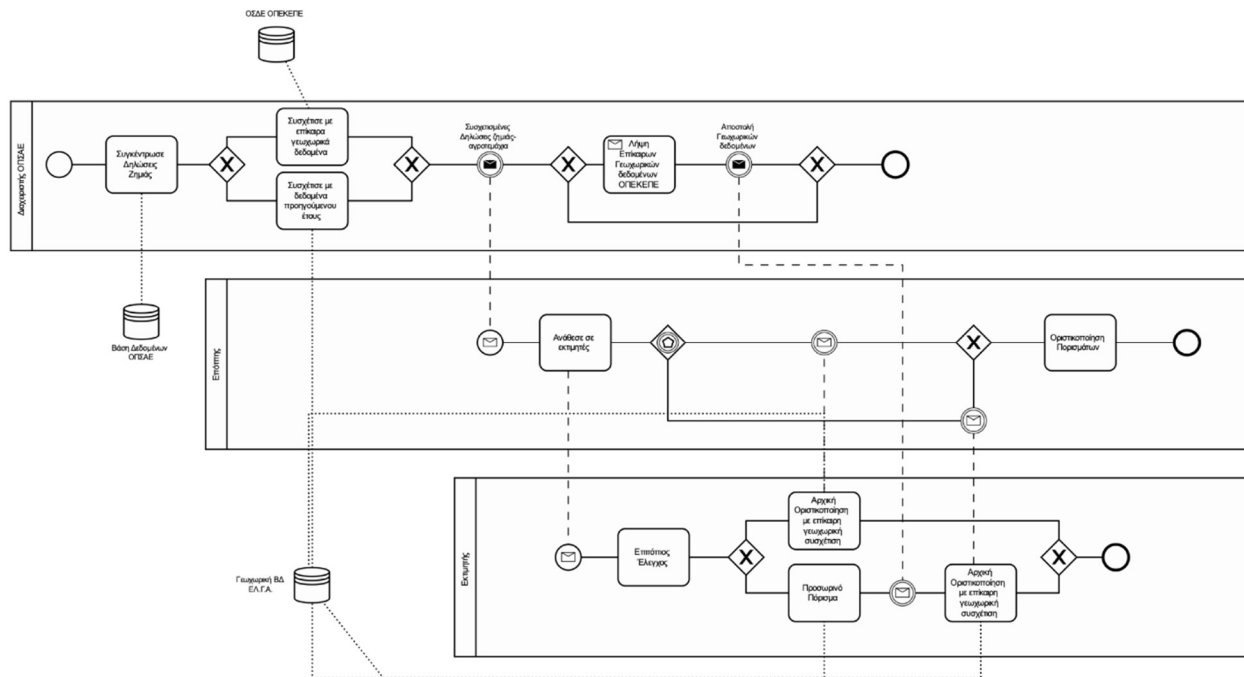 ΟΣΔΕ ΟΠΕΚΕΠΕ
Διαχειριστής ΟΠΣΑΕ
Συγκέντρωσε
Δηλώσεις
Ζημιάς
Συσχέτισε με
επίκαιρα
γεωχωρικά
δεδομένα
Συσχέτισε με
δεδομένα
προηγούμενου
έτους
Συσχετισμένες
Δηλώσεις ζημιάς-
αγροτεμάχια
Λήψη
Επίκαιρων
Γεωχωρικών
δεδομένων
ΟΠΕΚΕΠΕ
Αποστολή
Γεωχωρικών
δεδομένων
Βάση Δεδομένων
ΟΠΣΑΕ
Επόπτης
Ανάθεσε σε
εκτιμητές
Οριστικοποίηση
Πορισμάτων
Γεωχωρική ΒΔ
ΕΛ.Γ.Α.
Εκτιμητής
Επιτόπιος
Έλεγχος
Αρχική
Οριστικοποίηση
με επίκαιρη
γεωχωρική
συσχέτιση
Προσωρινό
Πόρισμα
Αρχική
Οριστικοποίηση
με επίκαιρη
γεωχωρική
συσχέτιση